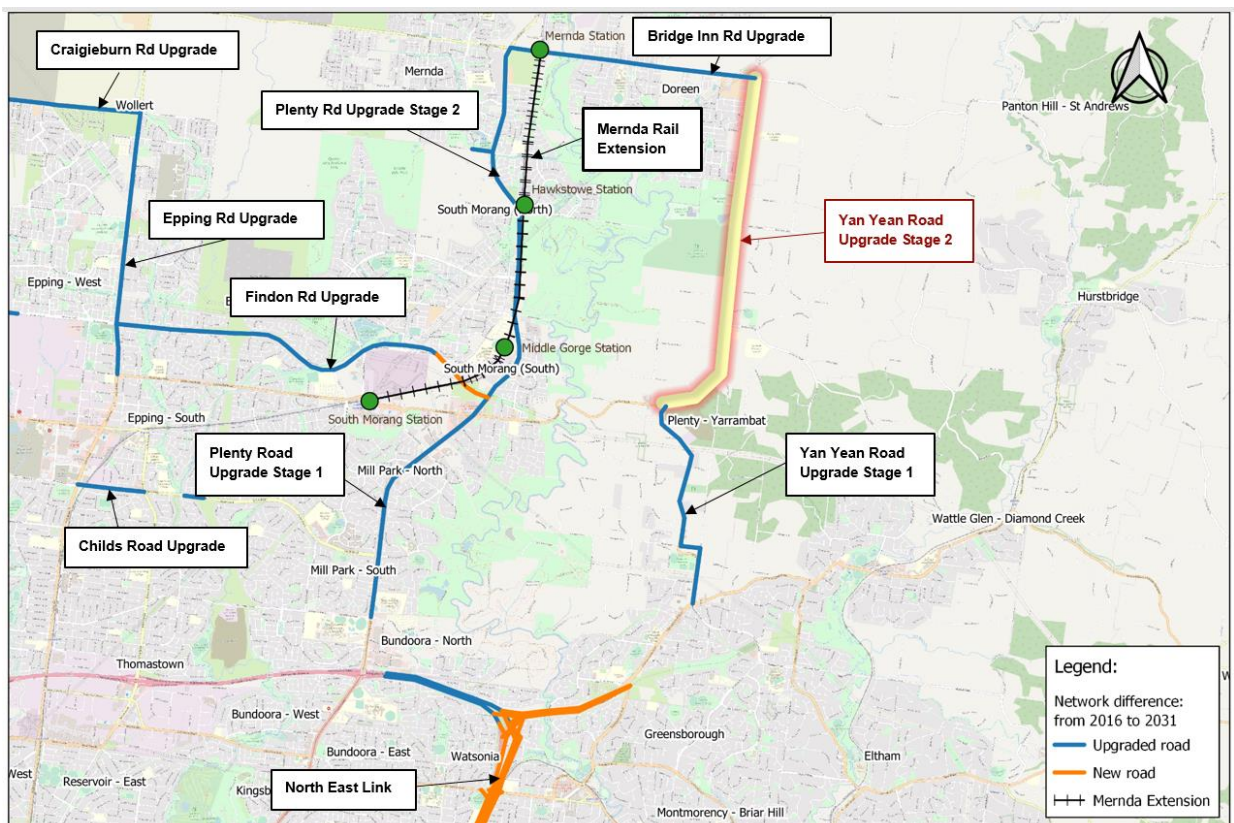 Craigieburn Rd Upgrade
Mernda Station
Bridge Inn Rd Upgrade
Mernda
Doreen
Wollert
Plenty Rd Upgrade Stage 2
Panton Hill - St Andrews
Mernda Rail
Extension
Hawkstowe Station
South Morang (North)
Epping Rd Upgrade
Yan Yean Road
Upgrade Stage 2
Epping - West
Findon Rd Upgrade
Hurstbridge
Middle Gorge Station
South Morang (South)
South Morang Station
Epping - South
Plenty - Yarrambat
Plenty Road
Upgrade Stage 1
Mill Park - North
Yan Yean Road
Upgrade Stage 1
Wattle Glen - Diamond Creek
Childs Road Upgrade
Mill Park - South
Bundoora - North
Thomastown
Legend:
Network difference:
from 2016 to 2031
Upgraded road
New road
Mernda Extension
Bundoora - West
Greensborough
Bundoora - East
Watsonia
Eltham
West
Reservoir - East
North East Link
Montmorency - Briar Hill